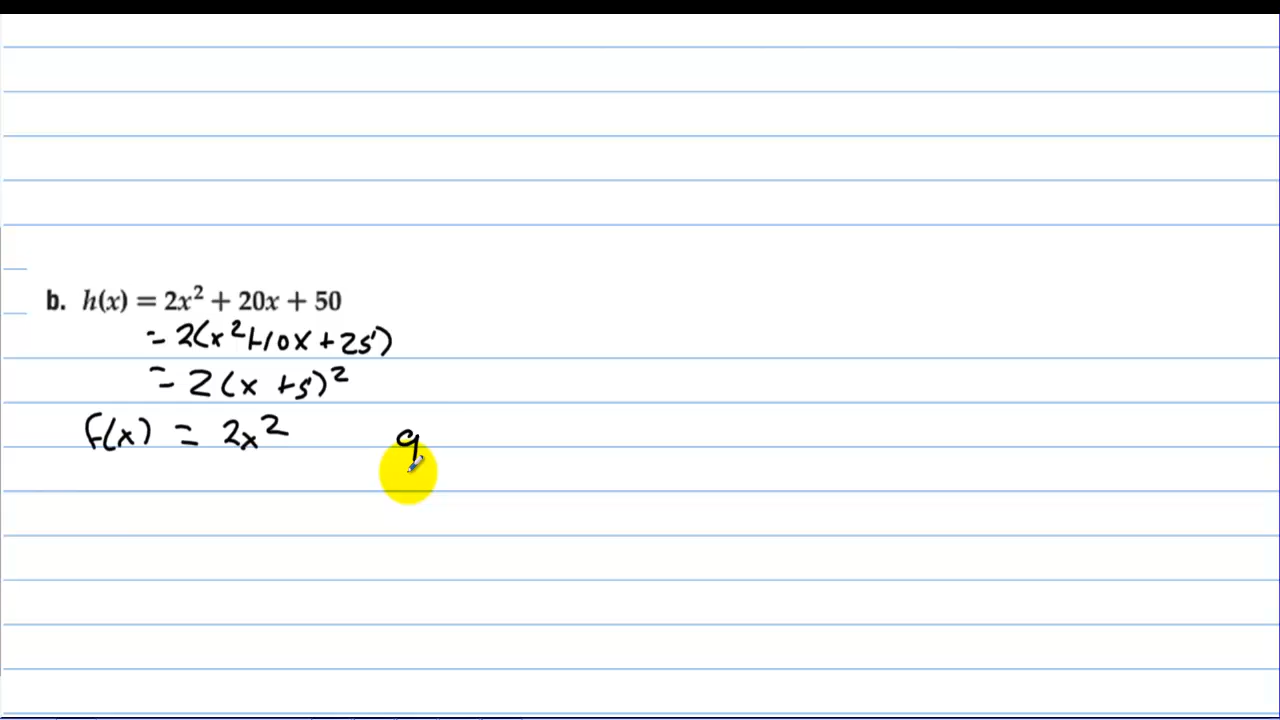 b. h(x) = 2x² + 20x + 50
= 2(x² + 10x + 25)
= 2(x + 5)²
f(x) = 2x² g